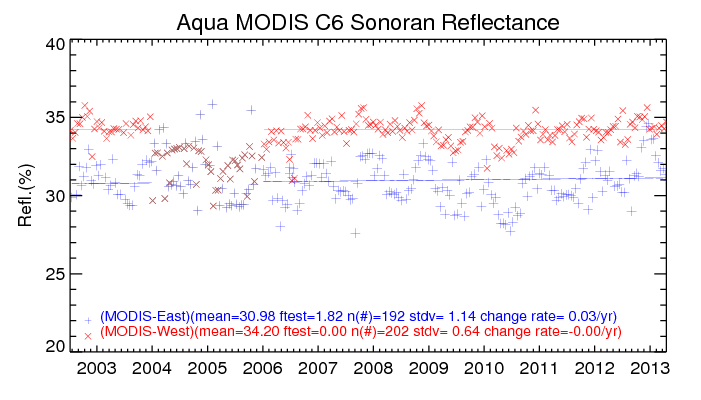 Aqua MODIS C6 Sonoran Reflectance
40
35
30
25
20
Refl.(%)
(MODIS-East)(mean=30.98 ftest=1.82 n(#)=192 stdv= 1.14 change rate= 0.03/yr)
(MODIS-West)(mean=34.20 ftest=0.00 n(#)=202 stdv= 0.64 change rate=-0.00/yr)
2003 2004 2005 2006 2007 2008 2009 2010 2011 2012 2013